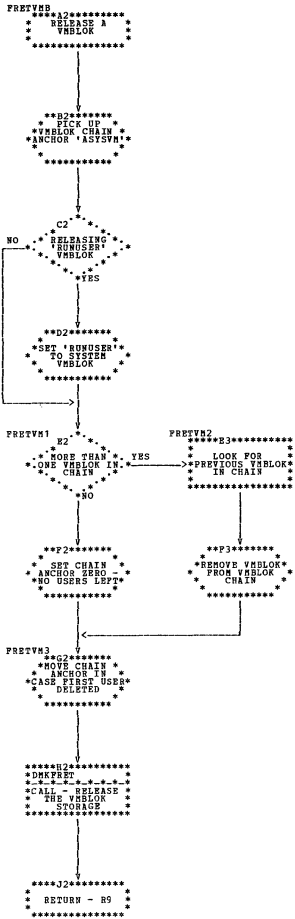 FRETVMB
A2
RELEASE A
VMBLOK
B2
PICK UP
VMBLOK CHAIN
ANCHOR 'ASYSVM'
C2
RELEASING
'RUNUSER'
VMBLOK
NO
YES
D2
SET 'RUNUSER'
TO SYSTEM
VMBLOK
FRETVM1
E2
MORE THAN
ONE VMBLOK IN
CHAIN
YES
NO
FRETVM2
E3
LOOK FOR
PREVIOUS VMBLOK
IN CHAIN
F2
SET CHAIN
ANCHOR ZERO -
NO USERS LEFT
F3
REMOVE VMBLOK
FROM VMBLOK
CHAIN
FRETVM3
G2
MOVE CHAIN
ANCHOR IN
CASE FIRST USER
DELETED
H2
DMKFRET
CALL - RELEASE
THE VMBLOK
STORAGE
J2
RETURN - R9